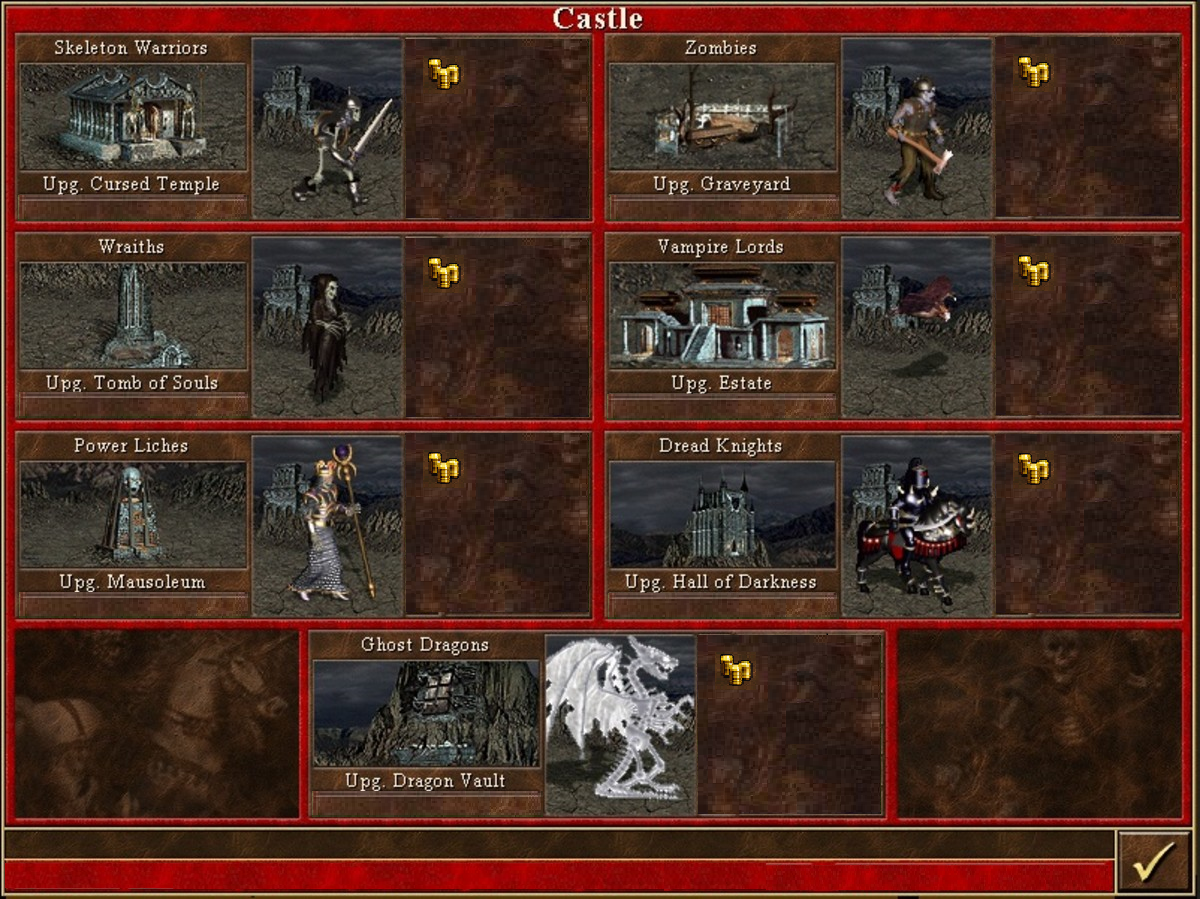 Castle
Skeleton Warriors
Upg. Cursed Temple
Zombies
Upg. Graveyard
Wraiths
Upg. Tomb of Souls
Vampire Lords
Upg. Estate
Power Liches
Upg. Mausoleum
Dread Knights
Upg. Hall of Darkness
Ghost Dragons
Upg. Dragon Vault